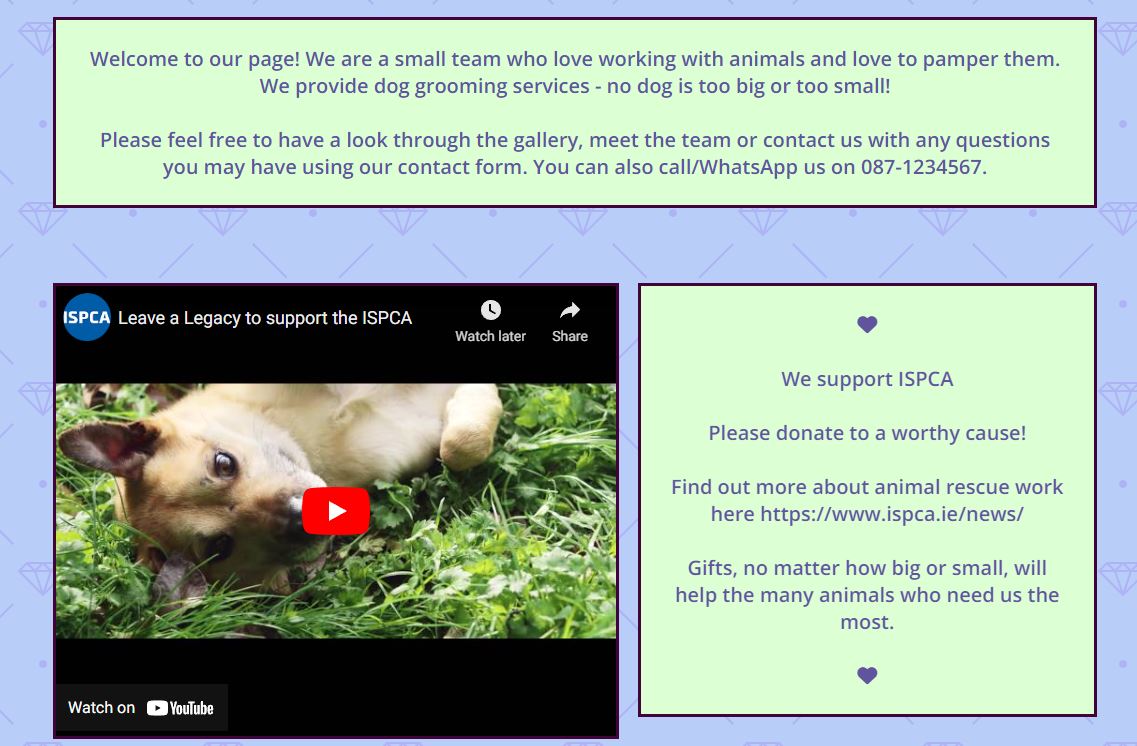 Welcome to our page! We are a small team who love working with animals and love to pamper them.
We provide dog grooming services - no dog is too big or too small!
Please feel free to have a look through the gallery, meet the team or contact us with any questions
you may have using our contact form. You can also call/WhatsApp us on 087-1234567.
ISPCA Leave a Legacy to support the ISPCA
Watch later Share
Watch on YouTube
We support ISPCA
Please donate to a worthy cause!
Find out more about animal rescue work
here https://www.ispca.ie/news/
Gifts, no matter how big or small, will
help the many animals who need us the
most.